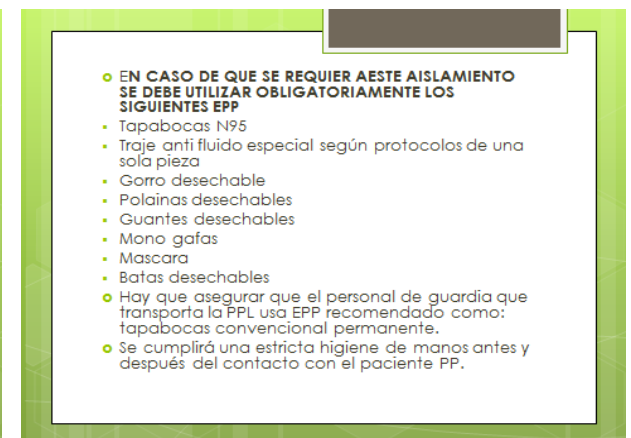 EN CASO DE QUE SE REQUIER AESTE AISLAMIENTO
SE DEBE UTILIZAR OBLIGATORIAMENTE LOS
SIGUIENTES EPP
Tapabocas N95
Traje anti fluido especial según protocolos de una
sola pieza
Gorro desechable
Polainas desechables
Guantes desechables
Mono gafas
Mascara
Batas desechables
Hay que asegurar que el personal de guardia que
transporta la PPL usa EPP recomendado como:
tapabocas convencional permanente.
Se cumplirá una estricta higiene de manos antes y
después del contacto con el paciente PP.